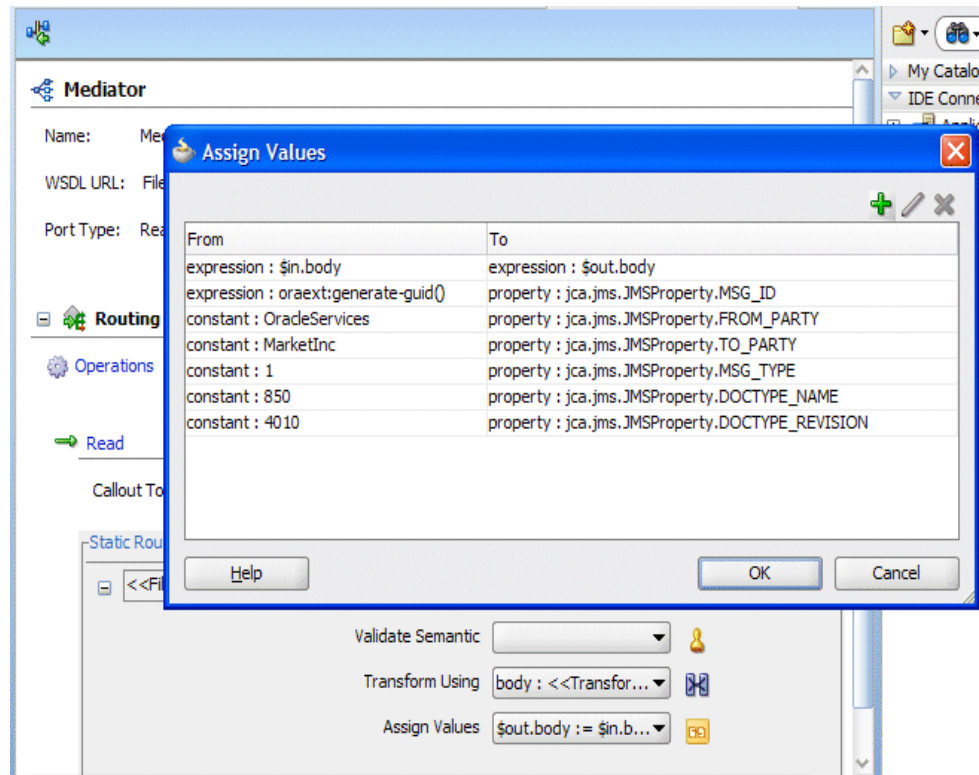 Mediator
My Catalo
IDE Conne
Name:
WSDL URL: File
Port Type:
Assign Values
From To
expression : $in.body expression : $out.body
expression : oraext:generate-guid() property : jca.jms.JMSProperty.MSG_ID
constant : OracleServices property : jca.jms.JMSProperty.FROM_PARTY
constant : MarketInc property : jca.jms.JMSProperty.TO_PARTY
constant : 1 property : jca.jms.JMSProperty.MSG_TYPE
constant : 850 property : jca.jms.JMSProperty.DOCTYPE_NAME
constant : 4010 property : jca.jms.JMSProperty.DOCTYPE_REVISION
Routing
Operations
Read
Callout To
Static Rou
<<Fil
Help OK Cancel
Validate Semantic
Transform Using body : <<Transfor...
Assign Values $out.body := $in.b...